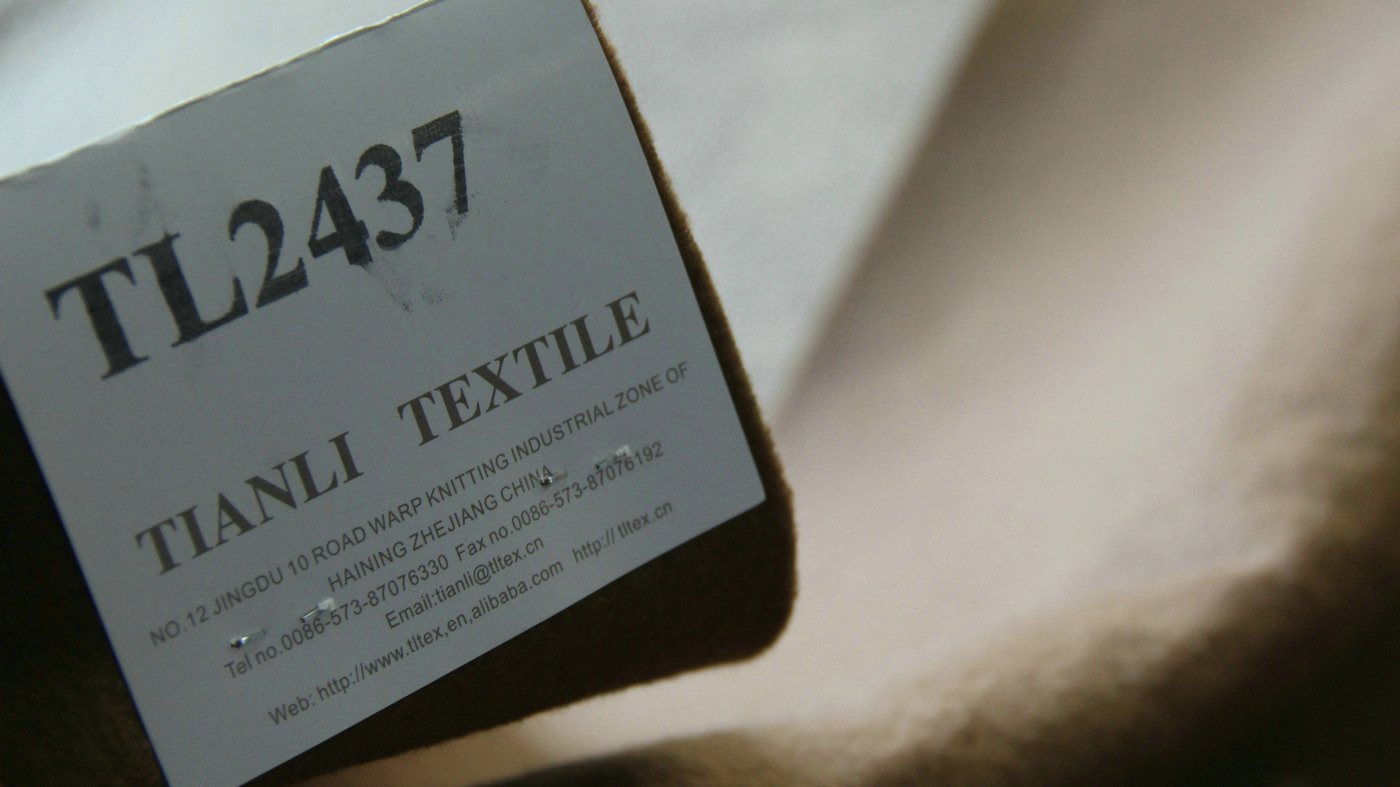 TL2437
TIANLI TEXTILE
NO.12 JINGDU 10 ROAD WARP KNITTING INDUSTRIAL ZONE OF
HAINING ZHEJIANG CHINA
Tel no.0086-573-87076330 Fax no.0086-573-87076192
Email:tianli@tltex.cn
Web: http://www.tltex,en,alibaba.com http:// tltex.cn